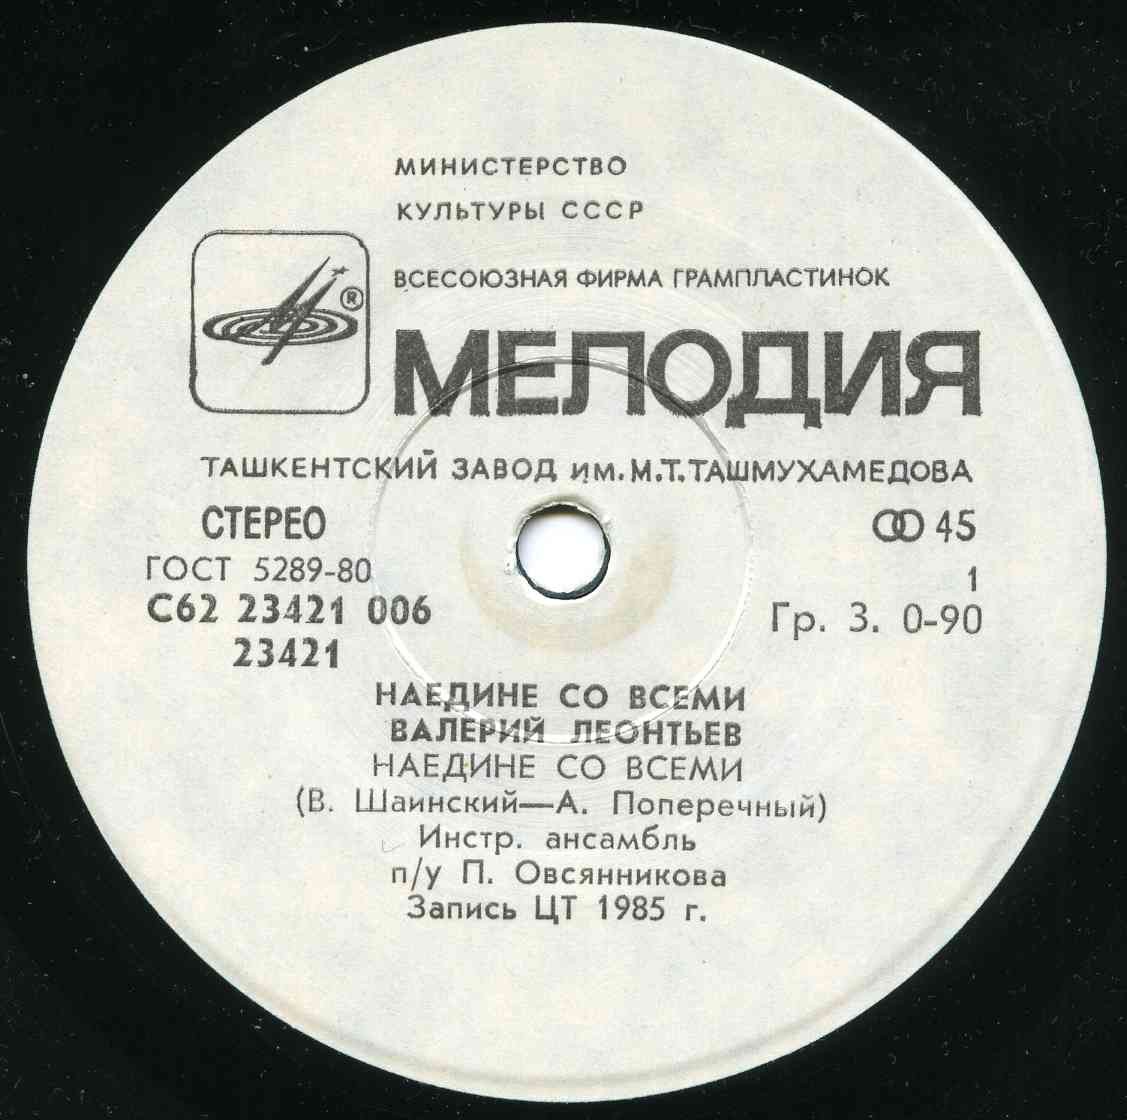 МИНИСТЕРСТВО
КУЛЬТУРЫ СССР
®
ВСЕСОЮЗНАЯ ФИРМА ГРАМПЛАСТИНОК
МЕЛОДИЯ
ТАШКЕНТСКИЙ ЗАВОД им. М.Т.ТАШМУХАМЕДОВА
СТЕРЕО
45
ГОСТ 5289-80
1
С62 23421 006
Гр. 3. 0-90
23421
НАЕДИНЕ СО ВСЕМИ
ВАЛЕРИЙ ЛЕОНТЬЕВ
НАЕДИНЕ СО ВСЕМИ
(В. Шаинский—А. Поперечный)
Инстр. ансамбль
п/у П. Овсянникова
Запись ЦТ 1985 г.